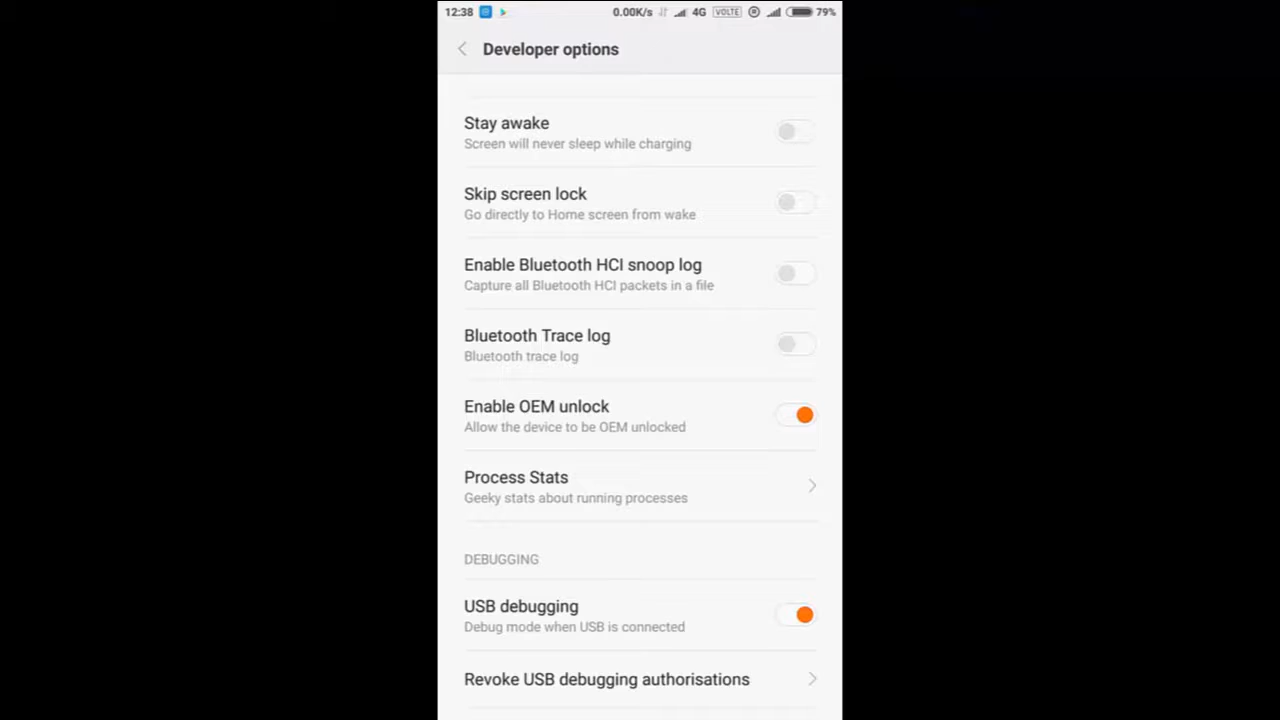 12:38 0.00K/s 4G VOLTE 79%
Developer options
Stay awake
Screen will never sleep while charging
Skip screen lock
Go directly to Home screen from wake
Enable Bluetooth HCI snoop log
Capture all Bluetooth HCI packets in a file
Bluetooth Trace log
Bluetooth trace log
Enable OEM unlock
Allow the device to be OEM unlocked
Process Stats
Geeky stats about running processes
DEBUGGING
USB debugging
Debug mode when USB is connected
Revoke USB debugging authorisations